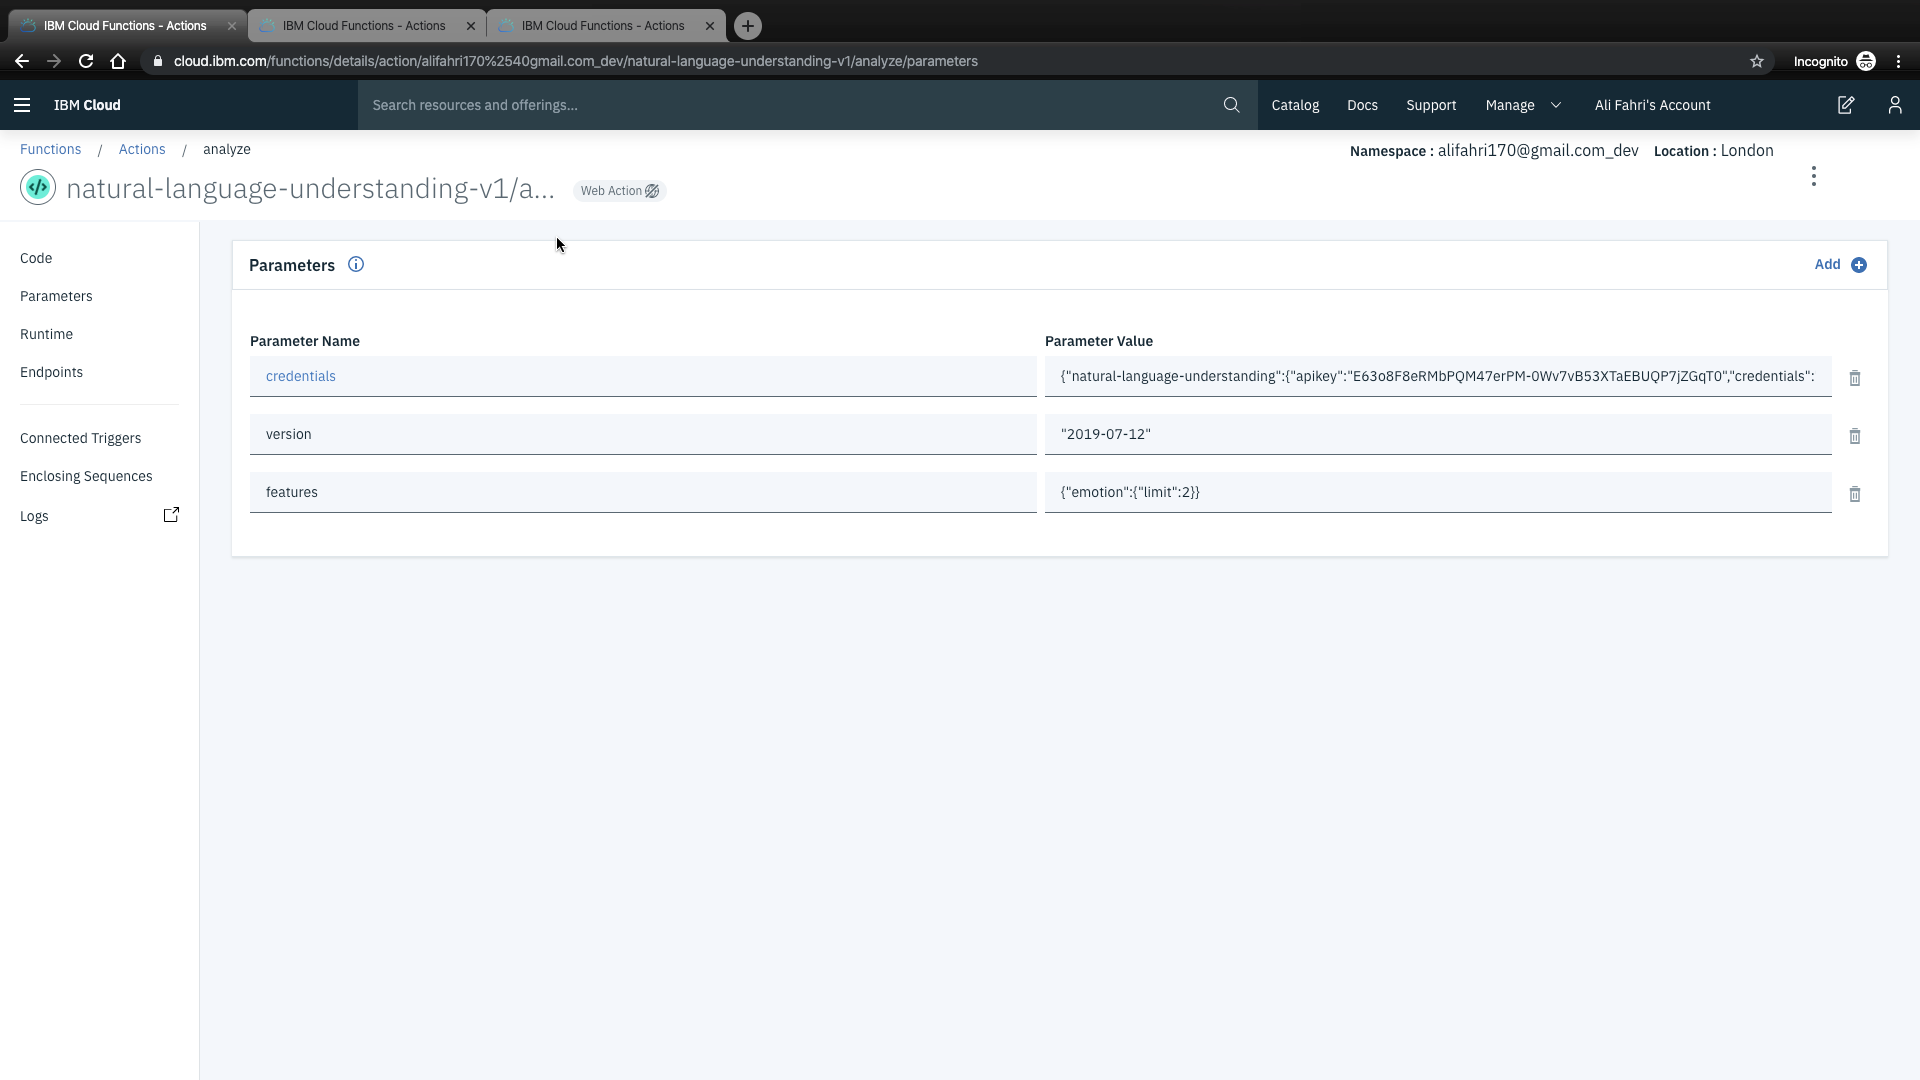 IBM Cloud Functions - Actions
IBM Cloud Functions - Actions
IBM Cloud Functions - Actions
cloud.ibm.com/functions/details/action/alifahri170%2540gmail.com_dev/natural-language-understanding-v1/analyze/parameters
Incognito
IBM Cloud
Search resources and offerings...
Catalog
Docs
Support
Manage
Ali Fahri's Account
Functions / Actions / analyze
Namespace : alifahri170@gmail.com_dev Location : London
natural-language-understanding-v1/a...
Web Action
Code
Parameters
Runtime
Endpoints
Connected Triggers
Enclosing Sequences
Logs
Parameters
Add
Parameter Name
Parameter Value
credentials
{"natural-language-understanding":{"apikey":"E63o8F8eRMbPQM47erPM-0Wv7vB53XTaEBUQP7jZGqT0","credentials":
version
"2019-07-12"
features
{"emotion":{"limit":2}}